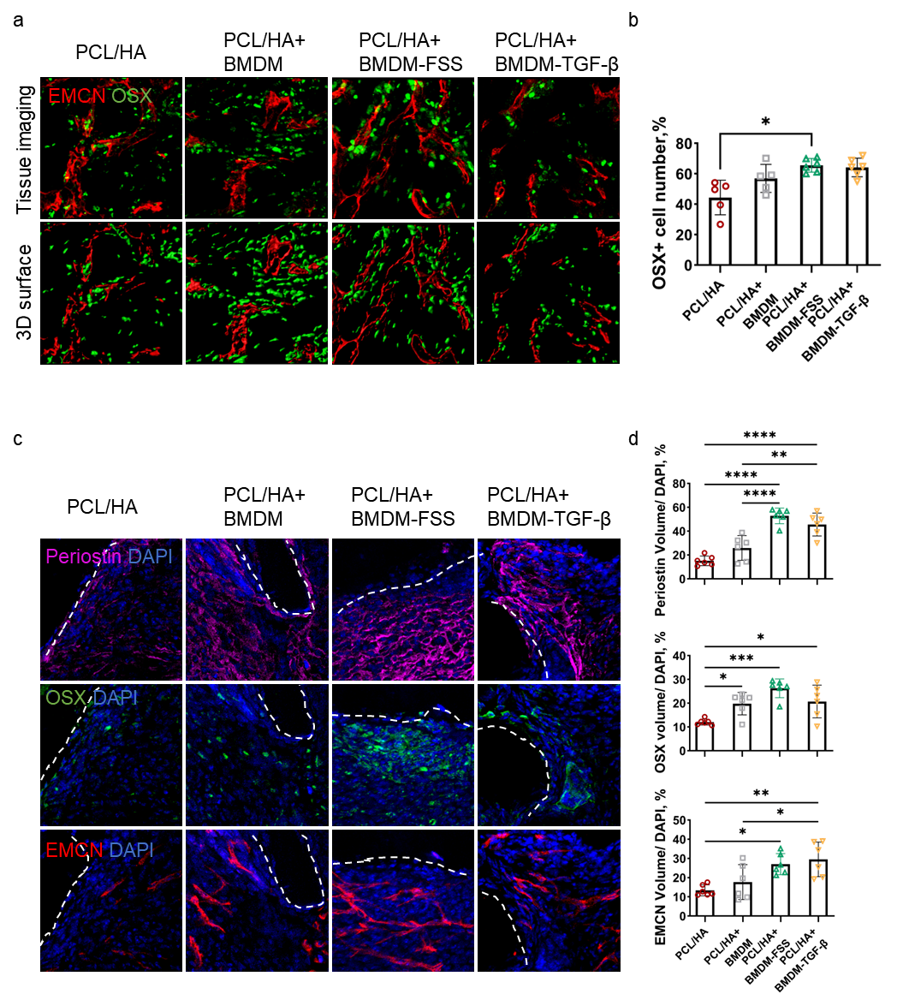 a
PCL/HA
PCL/HA+
BMDM
PCL/HA+
BMDM-FSS
PCL/HA+
BMDM-TGF-β
Tissue imaging
EMCN OSX
3D surface
b
*
OSX+ cell number,%
80
60
40
20
0
PCL/HA
PCL/HA+
BMDM
PCL/HA+
BMDM-FSS
PCL/HA+
BMDM-TGF-β
c
PCL/HA
PCL/HA+
BMDM
PCL/HA+
BMDM-FSS
PCL/HA+
BMDM-TGF-β
Periostin DAPI
OSX DAPI
EMCN DAPI
d
****
**
****
****
Periostin Volume/ DAPI, %
80
60
40
20
0
*
***
*
OSX volume/ DAPI, %
40
30
20
10
0
**
*
*
EMCN Volume/ DAPI, %
50
40
30
20
10
0
PCL/HA
PCL/HA+
BMDM
PCL/HA+
BMDM-FSS
PCL/HA+
BMDM-TGF-β